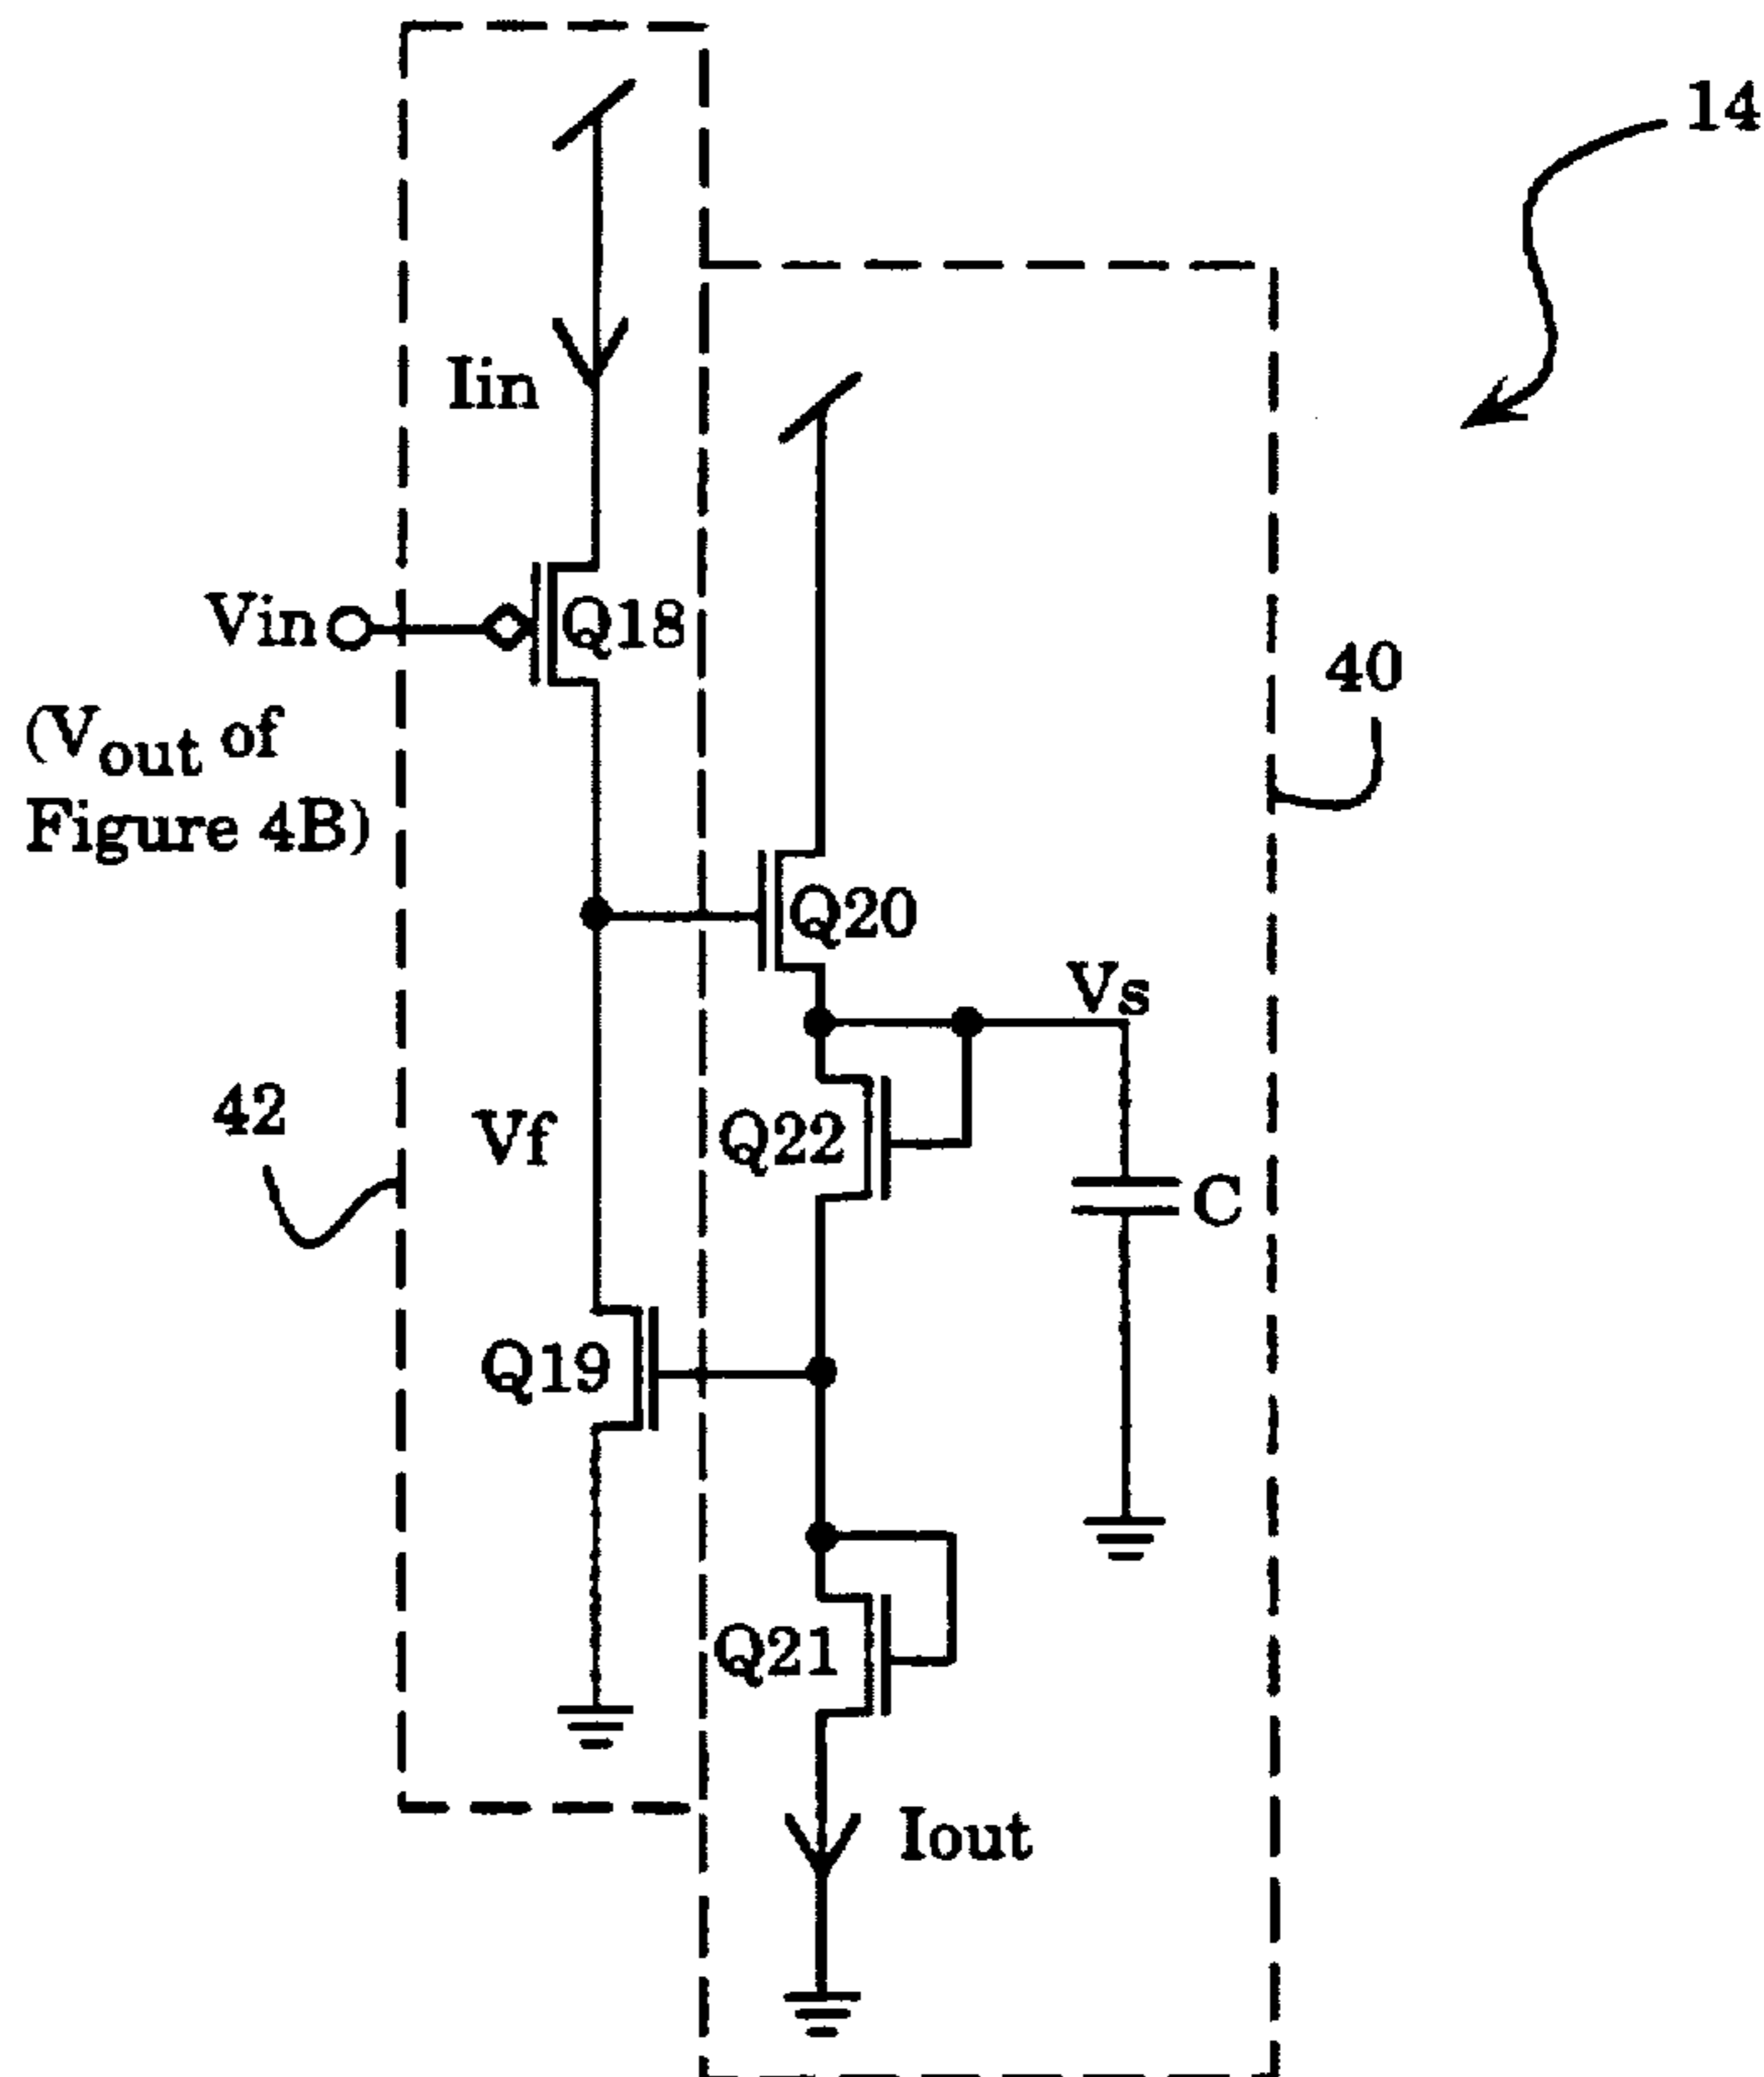 14
Iin
Vin
Q18
40
(Vout of
Figure 4B)
Q20
Vs
42
Vf
Q22
C
Q19
Q21
Iout